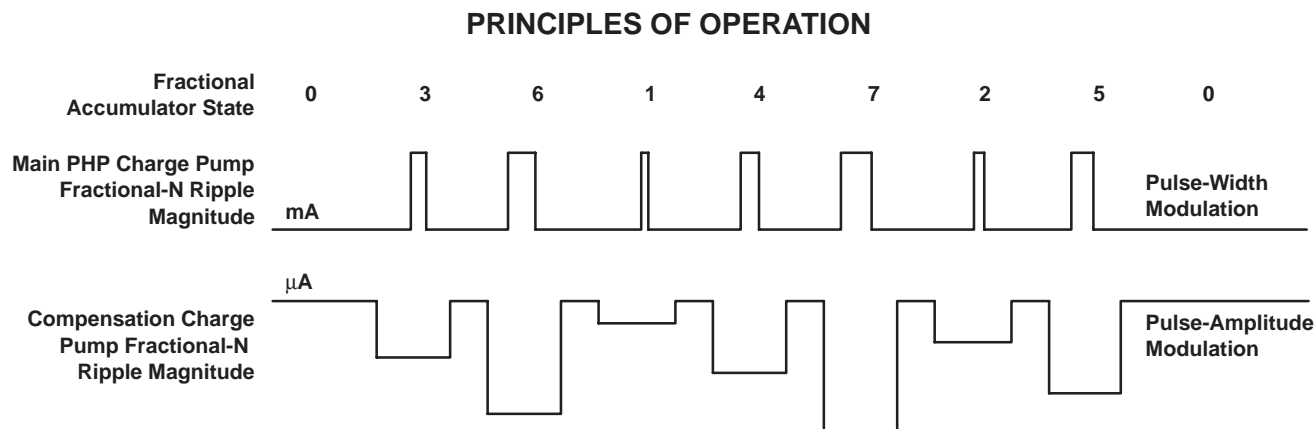 PRINCIPLES OF OPERATION
Fractional
Accumulator State
0 3 6 1 4 7 2 5 0
Main PHP Charge Pump
Fractional-N Ripple
Magnitude
mA
Pulse-Width
Modulation
μA
Compensation Charge
Pump Fractional-N
Ripple Magnitude
Pulse-Amplitude
Modulation